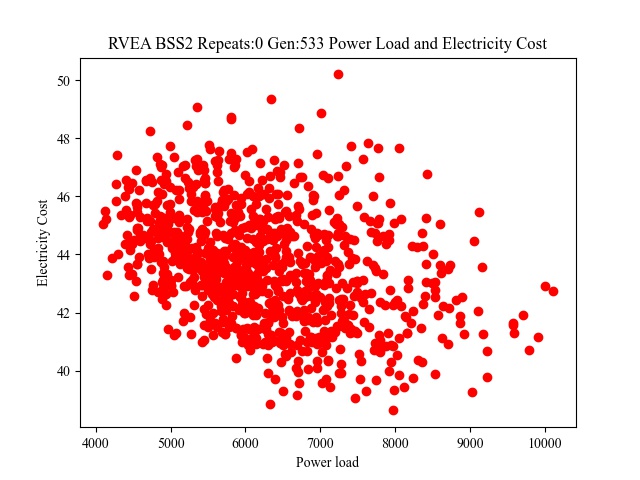 RVEA BSS2 Repeats:0 Gen:533 Power Load and Electricity Cost
50
48
46
44
42
40
Electricity Cost
4000 5000 6000 7000 8000 9000 10000
Power load